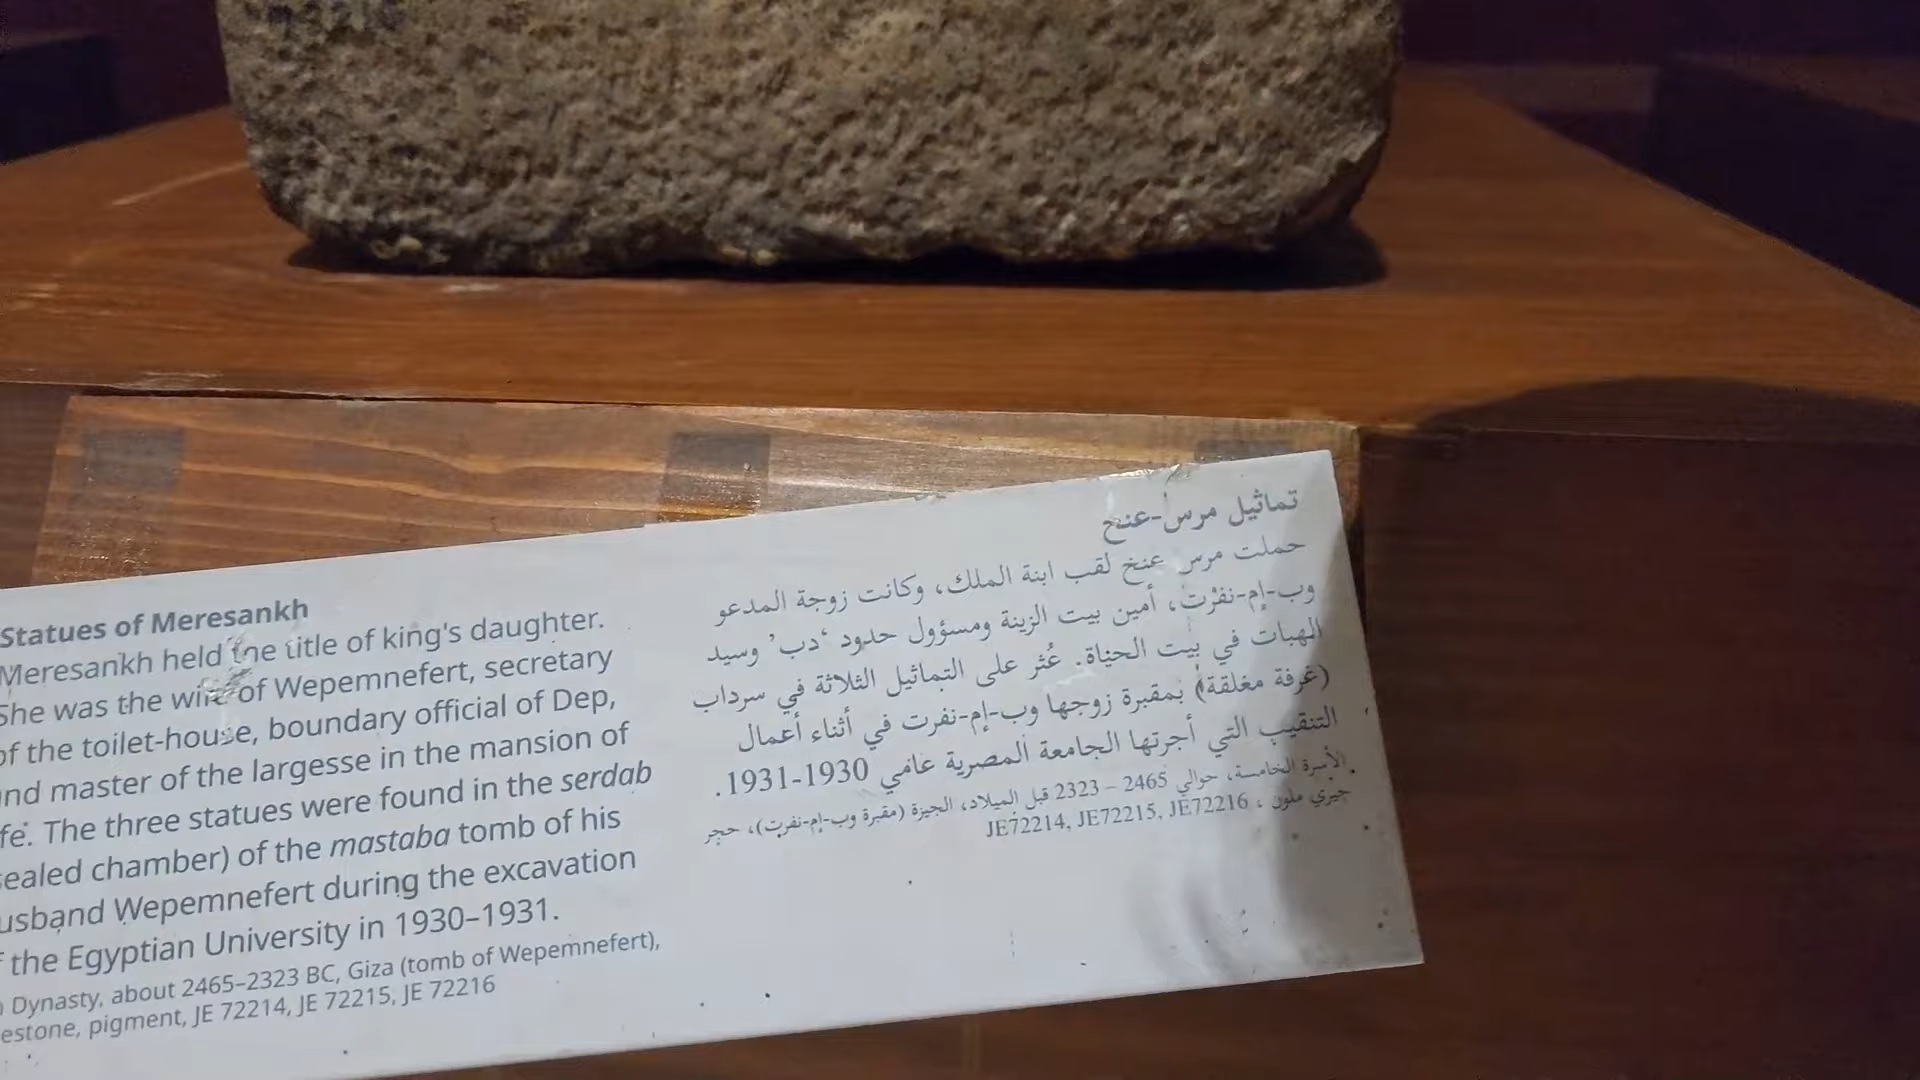 Statues of Meresankh
Meresankh held the title of king's daughter.
She was the wife of Wepemnefert, secretary
of the toilet-house, boundary official of Dep,
and master of the largesse in the mansion of
fe. The three statues were found in the serdab
sealed chamber) of the mastaba tomb of his
usband Wepemnefert during the excavation
f the Egyptian University in 1930–1931.
Dynasty, about 2465–2323 BC, Giza (tomb of Wepemnefert),
estone, pigment, JE 72214, JE 72215, JE 72216
تماثيل مرس-عنخ
حملت مرس عنخ لقب ابنة الملك، وكانت زوجة المدعو
وب-إم-نفرْت، أمين بيت الزينة ومسؤول حدود ‘دب’ وسيد
الهبات في بيت الحياة. عُثر على التماثيل الثلاثة في سرداب
(غرفة مغلقة) بمقبرة زوجها وب-إم-نفرت في أثناء أعمال
التنقيب التي أجرتها الجامعة المصرية عامي 1930-1931.
الأسرة الخامسة، حوالي 2465 – 2323 قبل الميلاد، الجيزة (مقبرة وب-إم-نفرت)، حجر
جيري ملون ، JE72214, JE72215, JE72216